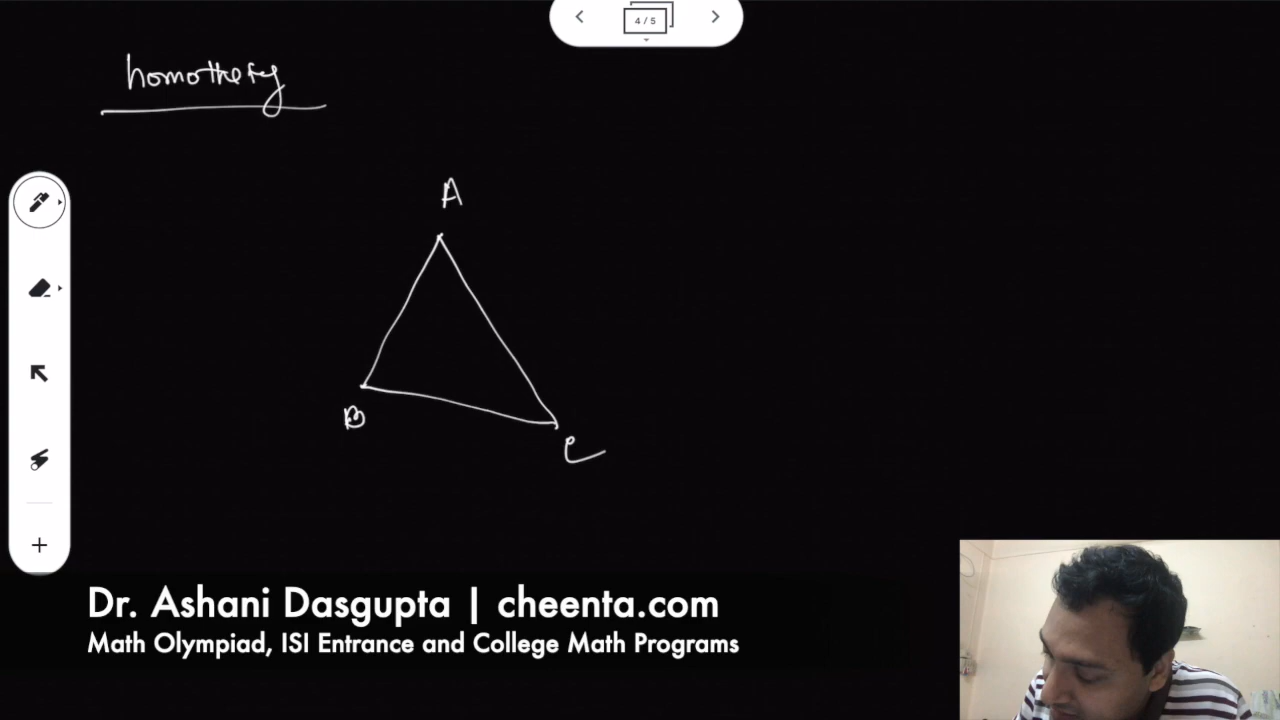 4 / 5
homothety
A
B
C
Dr. Ashani Dasgupta | cheenta.com
Math Olympiad, ISI Entrance and College Math Programs